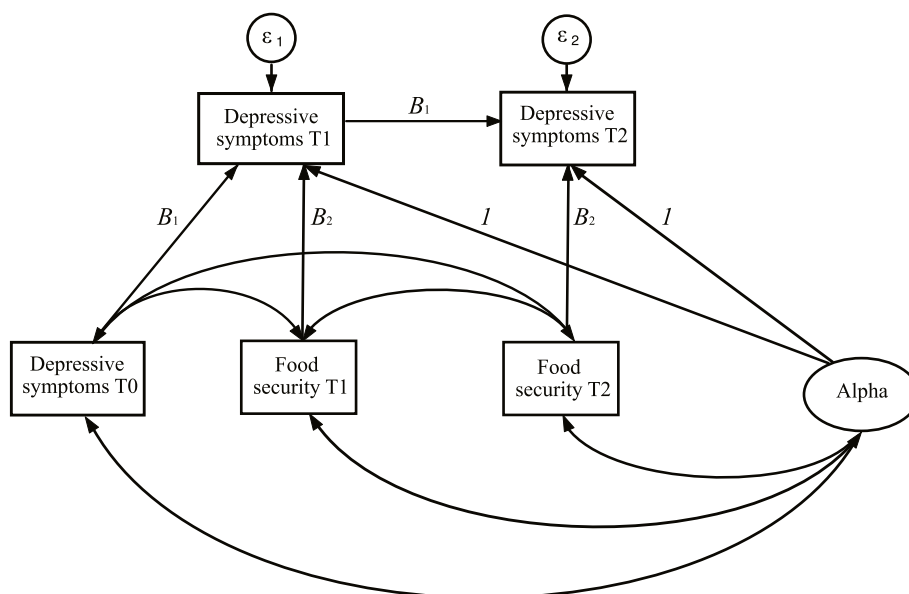 ε1
ε2
Depressive
symptoms T1
B1
Depressive
symptoms T2
B1
B2
1
B2
1
Depressive
symptoms T0
Food
security T1
Food
security T2
Alpha